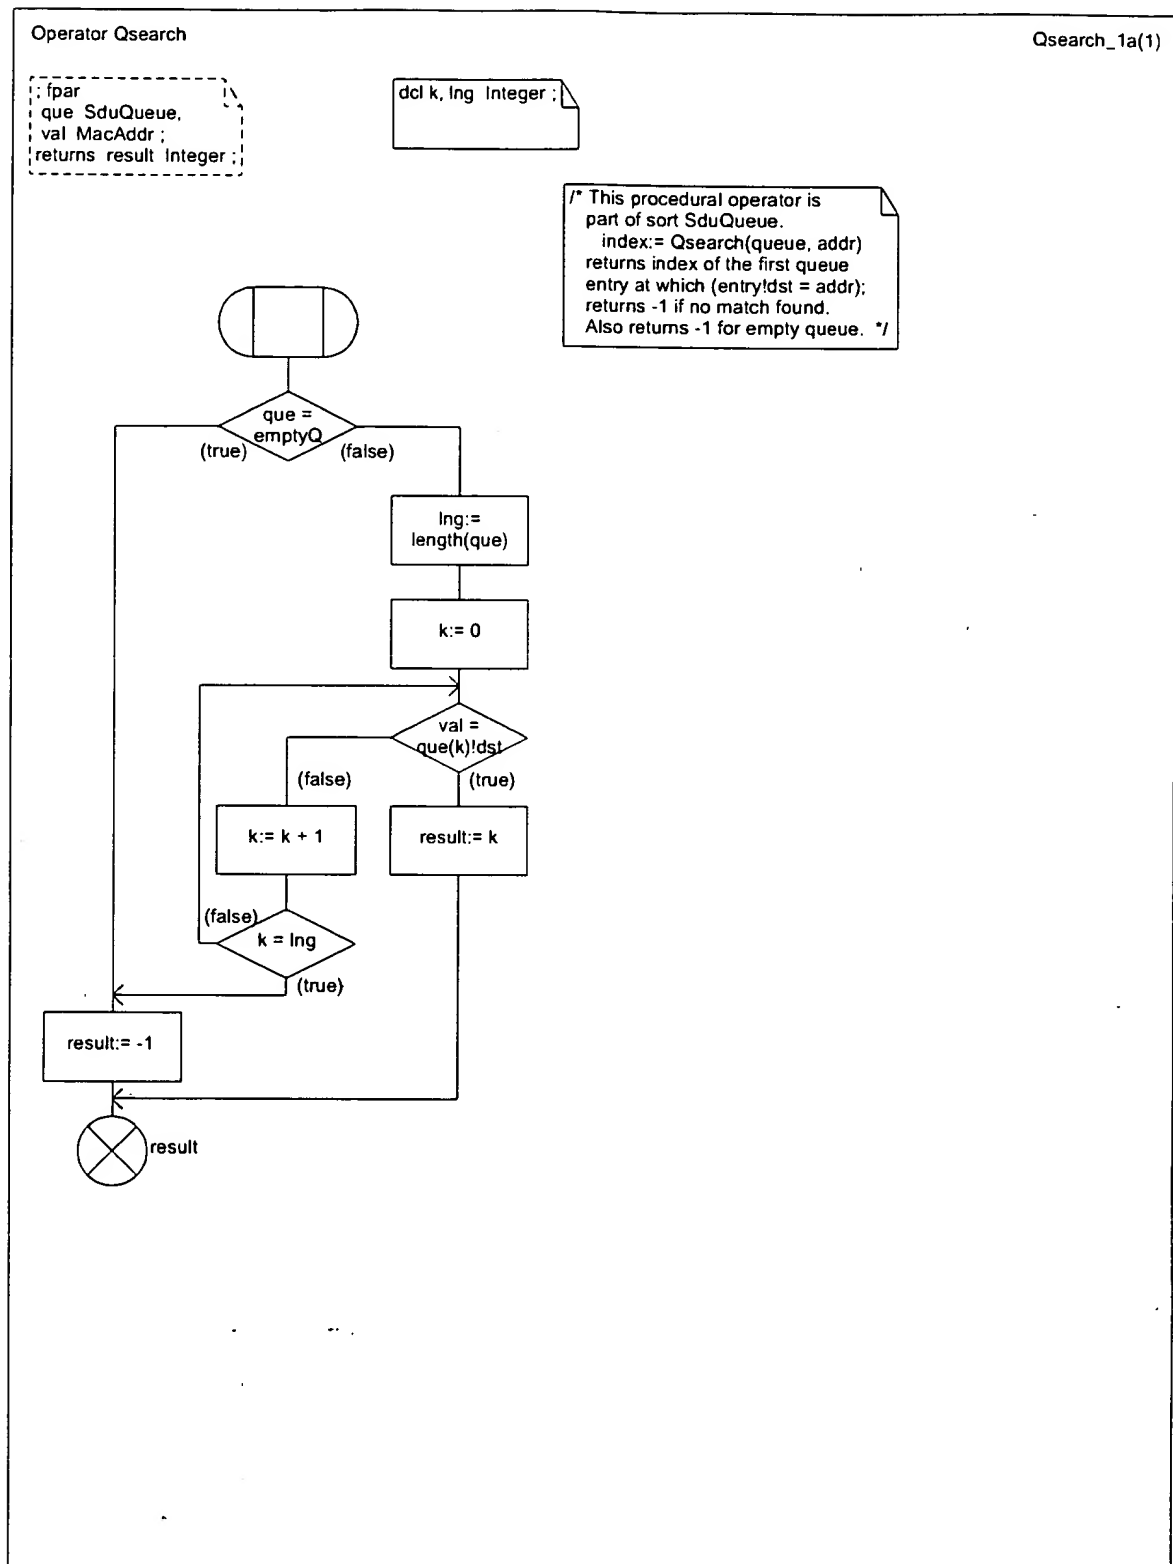 Operator Qsearch
Qsearch_1a(1)
; fpar
que SduQueue,
val MacAddr ;
returns result Integer ;
dcl k, lng Integer ;
/* This procedural operator is
part of sort SduQueue.
index:= Qsearch(queue, addr)
returns index of the first queue
entry at which (entry!dst = addr);
returns -1 if no match found.
Also returns -1 for empty queue. */
que =
emptyQ
(true)
(false)
lng:=
length(que)
k:= 0
val =
que(k)!dst
(false)
(true)
k:= k + 1
result:= k
(false)
k = lng
(true)
result:= -1
result